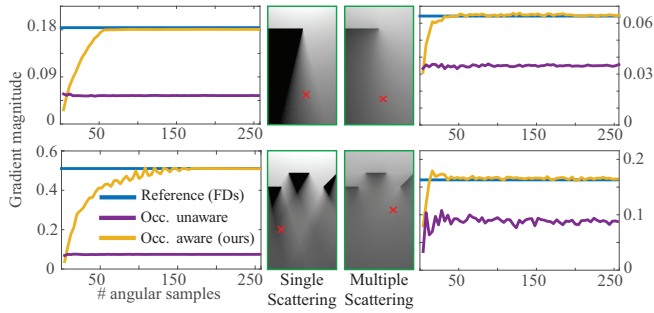 Gradient magnitude
0.18
0.09
0
50
150
250
0.06
0.03
0
50
150
250
0.6
0.4
0.2
0
Reference (FDs)
Occ. unaware
Occ. aware (ours)
50
150
250
# angular samples
Single
Scattering
Multiple
Scattering
0.2
0.1
0
50
150
250